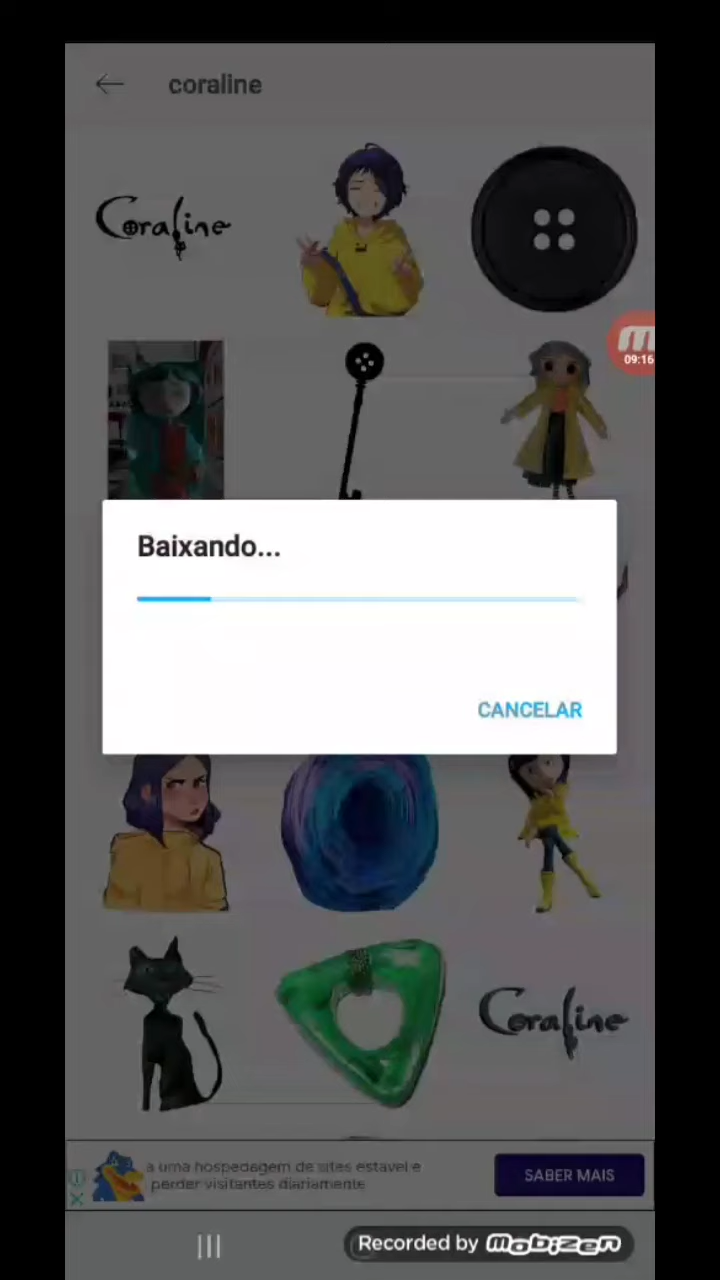 coraline
Coraline
09:16
Baixando...
CANCELAR
Coraline
a uma hospedagem de sites estável e
perder visitantes diariamente
SABER MAIS
Recorded by mobizen